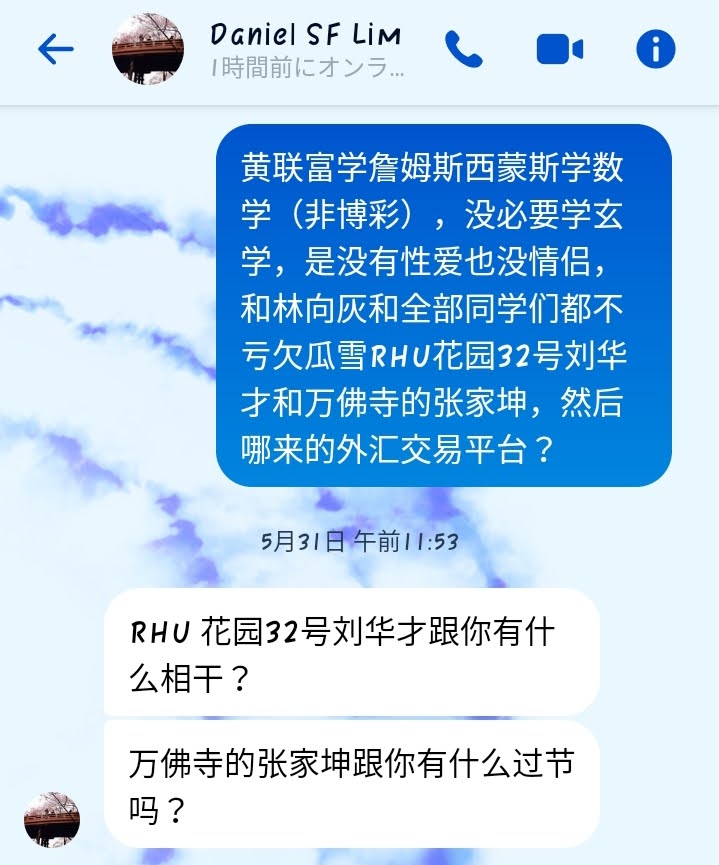 Daniel SF Lim
1時間前にオンラ...
黄联富学詹姆斯西蒙斯学数
学（非博彩），没必要学玄
学，是没有性爱也没情侣，
和林向灰和全部同学们都不
亏欠瓜雪RHU花园32号刘华
才和万佛寺的张家坤，然后
哪来的外汇交易平台？
5月31日 午前11:53
RHU 花园32号刘华才跟你有什
么相干？
万佛寺的张家坤跟你有什么过节
吗？